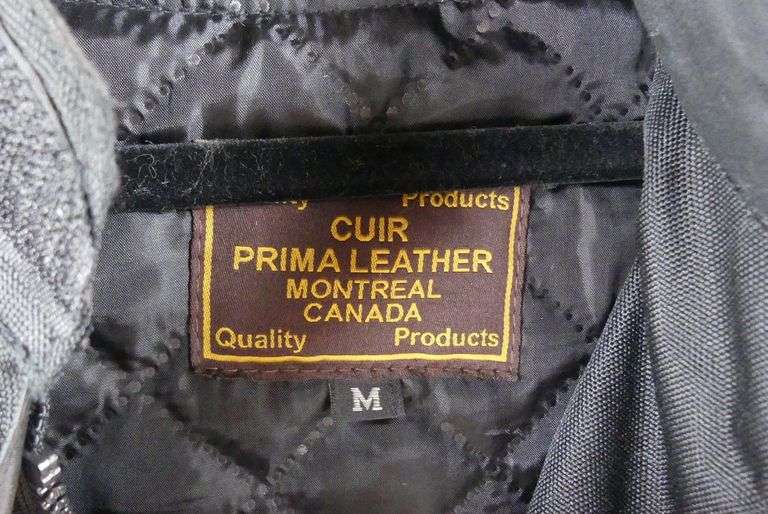 Products
CUIR
PRIMA LEATHER
MONTREAL
CANADA
Quality Products
M